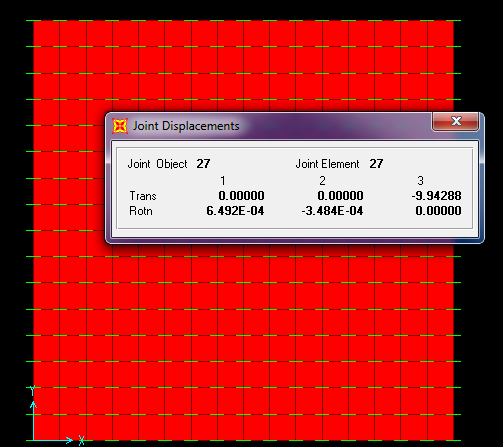 Joint Displacements
Joint Object 27 Joint Element 27
1 2 3
Trans 0.00000 0.00000 -9.94288
Rotn 6.492E-04 -3.484E-04 0.00000
Y
X